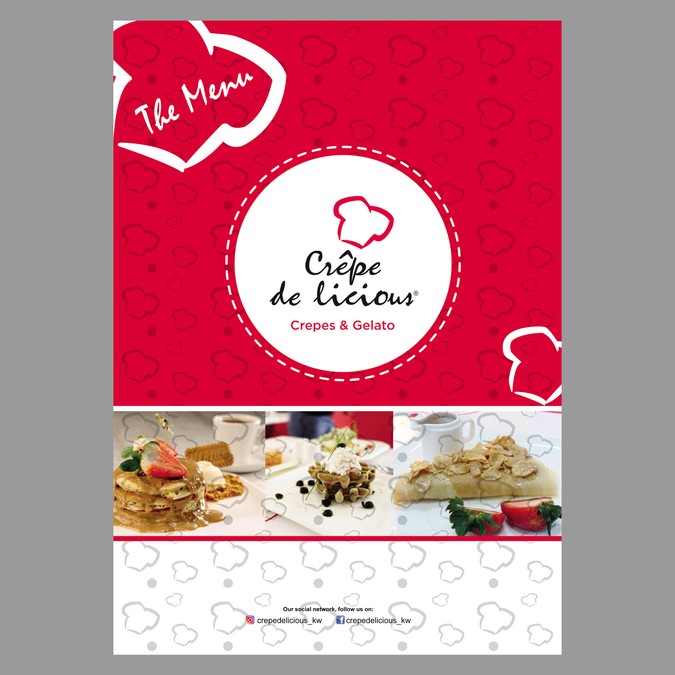 The Menu
Crêpe
de licious®
Crepes & Gelato
Our social network, follow us on:
crepedelicious_kw crepedelicious_kw